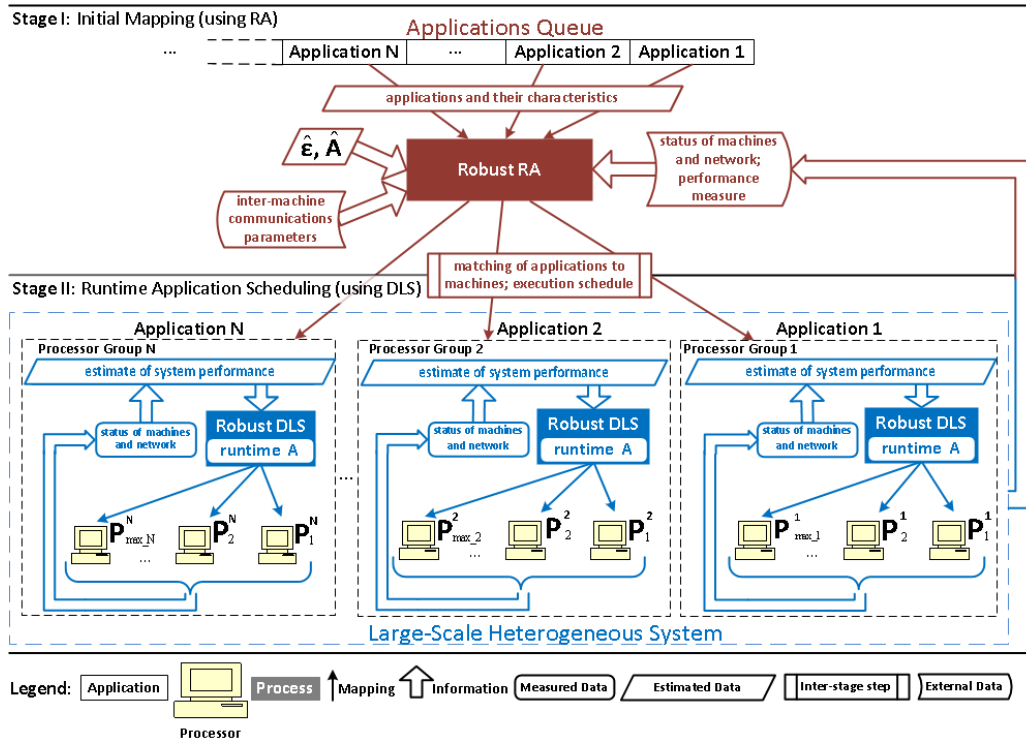 Stage I: Initial Mapping (using RA)
Applications Queue
...
Application N
...
Application 2
Application 1
applications and their characteristics
ε̂, Â
Robust RA
status of machines
and network;
performance
measure
inter-machine
communications
parameters
matching of applications to
machines; execution schedule
Stage II: Runtime Application Scheduling (using DLS)
Application N
Application 2
Application 1
Processor Group N
estimate of system performance
status of machines
and network
Robust DLS
runtime A
P^N_max_N
...
P^N_2
P^N_1
...
Processor Group 2
estimate of system performance
status of machines
and network
Robust DLS
runtime A
P^2_max_2
...
P^2_2
P^2_1
Processor Group 1
estimate of system performance
status of machines
and network
Robust DLS
runtime A
P^1_max_1
...
P^1_2
P^1_1
Large-Scale Heterogeneous System
Legend:
Application
Processor
Process
Mapping
Information
Measured Data
Estimated Data
Inter-stage step
External Data